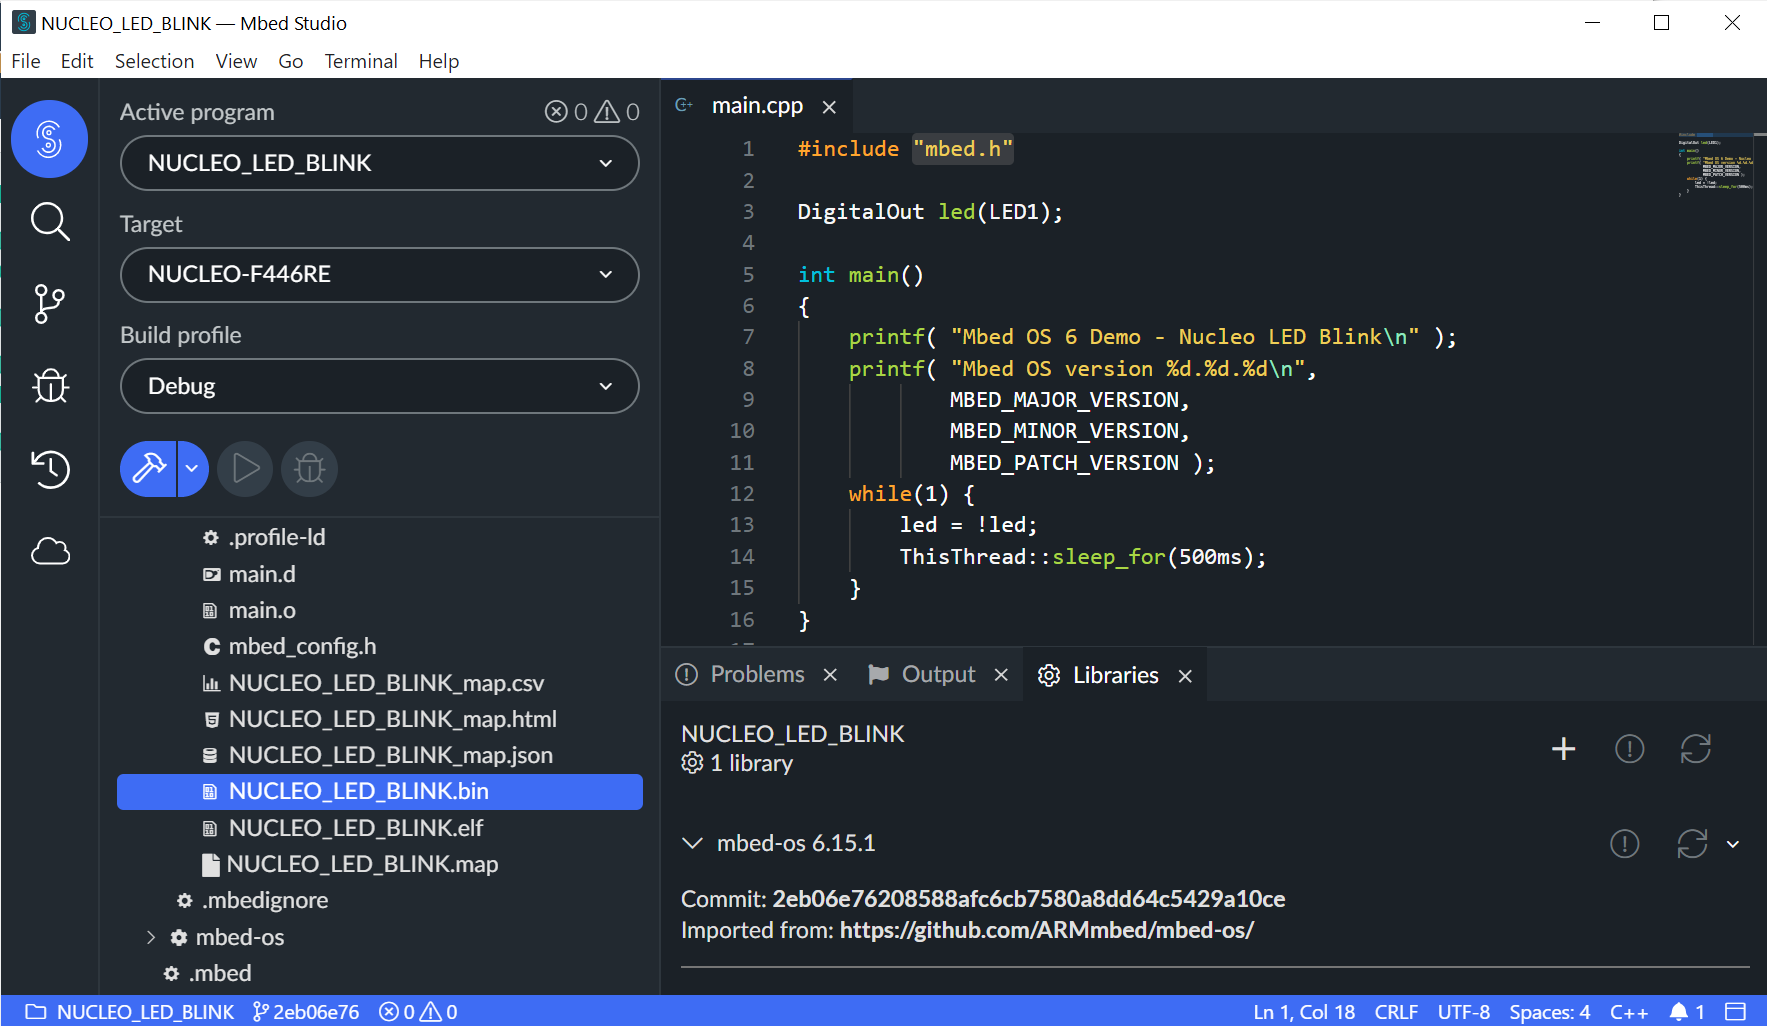 NUCLEO_LED_BLINK — Mbed Studio
File Edit Selection View Go Terminal Help
Active program 0 0
NUCLEO_LED_BLINK
Target
NUCLEO-F446RE
Build profile
Debug
.profile-ld
main.d
main.o
mbed_config.h
NUCLEO_LED_BLINK_map.csv
NUCLEO_LED_BLINK_map.html
NUCLEO_LED_BLINK_map.json
NUCLEO_LED_BLINK.bin
NUCLEO_LED_BLINK.elf
NUCLEO_LED_BLINK.map
.mbedignore
mbed-os
.mbed
main.cpp
1 #include "mbed.h"
2
3 DigitalOut led(LED1);
4
5 int main()
6 {
7 printf( "Mbed OS 6 Demo - Nucleo LED Blink\n" );
8 printf( "Mbed OS version %d.%d.%d\n",
9 MBED_MAJOR_VERSION,
10 MBED_MINOR_VERSION,
11 MBED_PATCH_VERSION );
12 while(1) {
13 led = !led;
14 ThisThread::sleep_for(500ms);
15 }
16 }
Problems Output Libraries
NUCLEO_LED_BLINK
1 library
mbed-os 6.15.1
Commit: 2eb06e76208588afc6cb7580a8dd64c5429a10ce
Imported from: https://github.com/ARMmbed/mbed-os/
NUCLEO_LED_BLINK 2eb06e76 0 0 Ln 1, Col 18 CRLF UTF-8 Spaces: 4 C++ 1